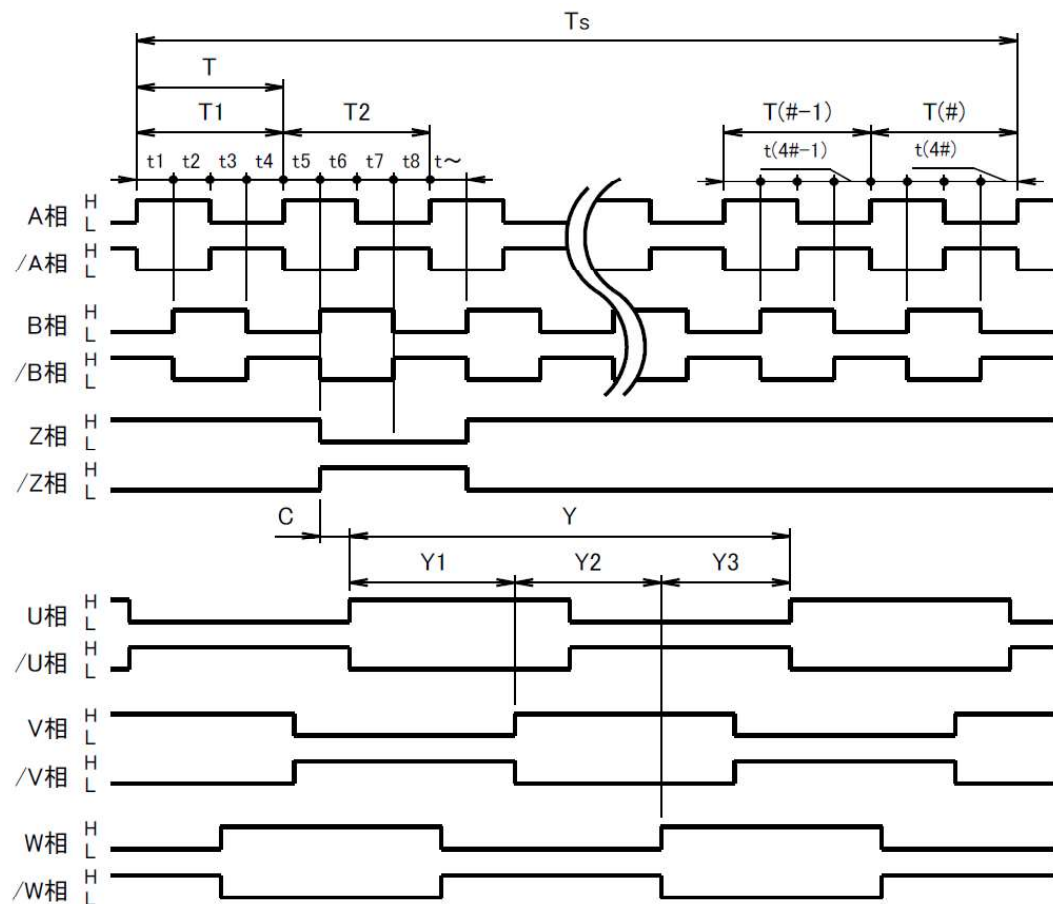 Ts
T
T1 T2 T(#-1) T(#)
t1 t2 t3 t4 t5 t6 t7 t8 t～ t(4#-1) t(4#)
A相 H
L
/A相 H
L
B相 H
L
/B相 H
L
Z相 H
L
/Z相 H
L
C Y
Y1 Y2 Y3
U相 H
L
/U相 H
L
V相 H
L
/V相 H
L
W相 H
L
/W相 H
L